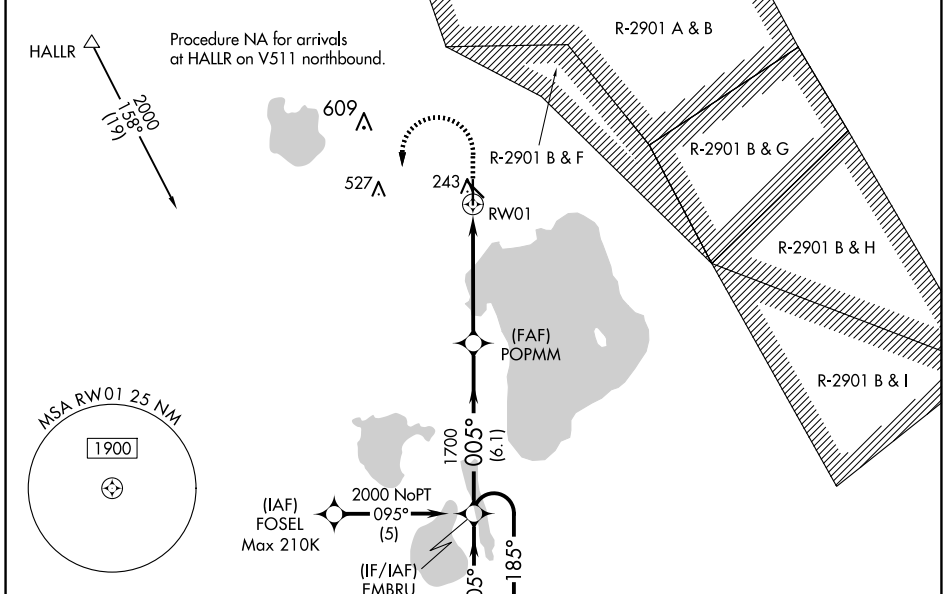 R-2901 A & B
Procedure NA for arrivals
at HALLR on V511 northbound.
HALLR
2000
158°
(19)
609
R-2901 B & F
R-2901 B & G
527
243
RW01
R-2901 B & H
(FAF)
POPMM
R-2901 B & I
MSA RW01 25 NM
1900
1700
005°
(6.1)
(IAF)
FOSEL
Max 210K
2000 NoPT
095°
(5)
(IF/IAF)
EMBRU
185°